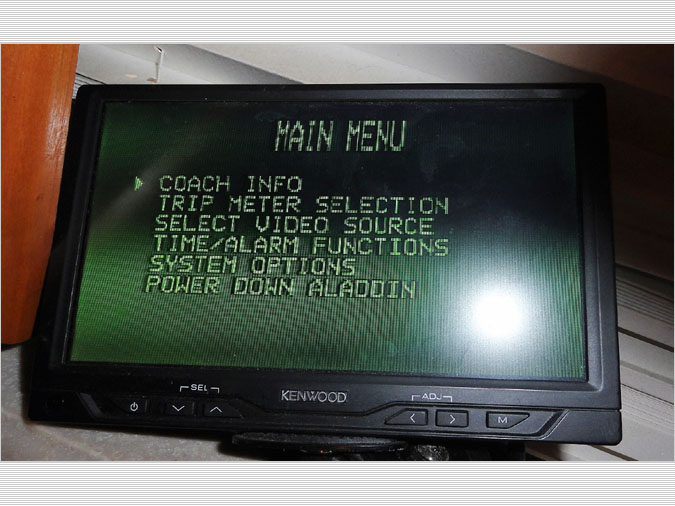 MAIN MENU
COACH INFO
TRIP METER SELECTION
SELECT VIDEO SOURCE
TIME/ALARM FUNCTIONS
SYSTEM OPTIONS
POWER DOWN ALADDIN
SEL KENWOOD ADJ
M